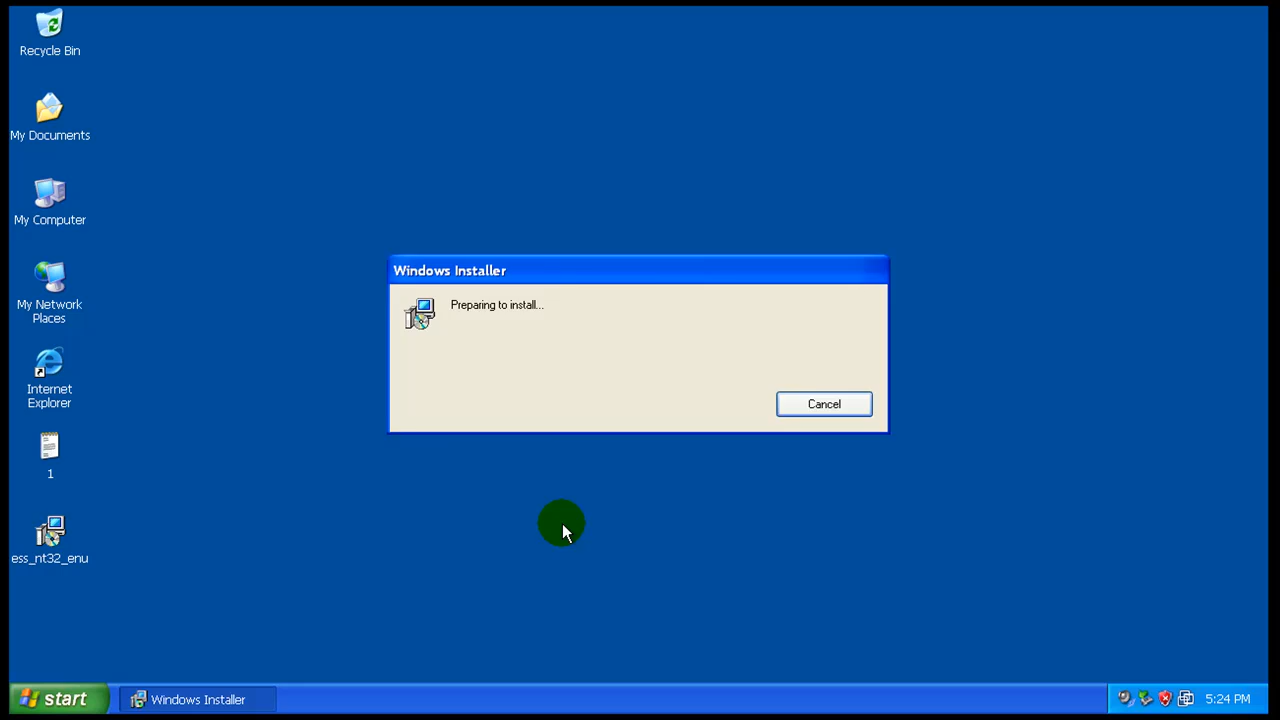 Recycle Bin
My Documents
My Computer
My Network
Places
Internet
Explorer
1
ess_nt32_enu
Windows Installer
Preparing to install...
Cancel
start
Windows Installer
5:24 PM